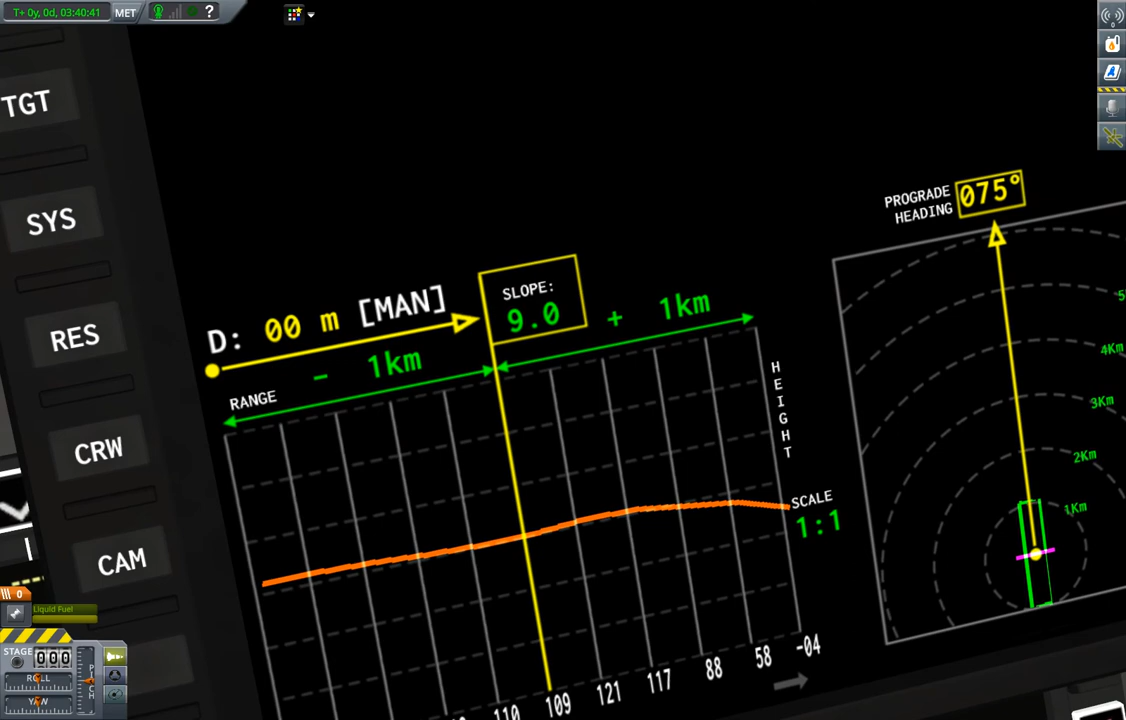 T+ 0y, 0d, 03:40:41 MET ?
TGT
SYS
RES
CRW
CAM
D: 00 m [MAN]
SLOPE:
9.0
- 1km
+ 1km
RANGE
HEIGHT
SCALE
1:1
110 109 121 117 88 58 -04
PROGRADE
HEADING
075°
4Km
3Km
2Km
1Km
0
Liquid Fuel
STAGE 000
ROLL
YAW
PITCH